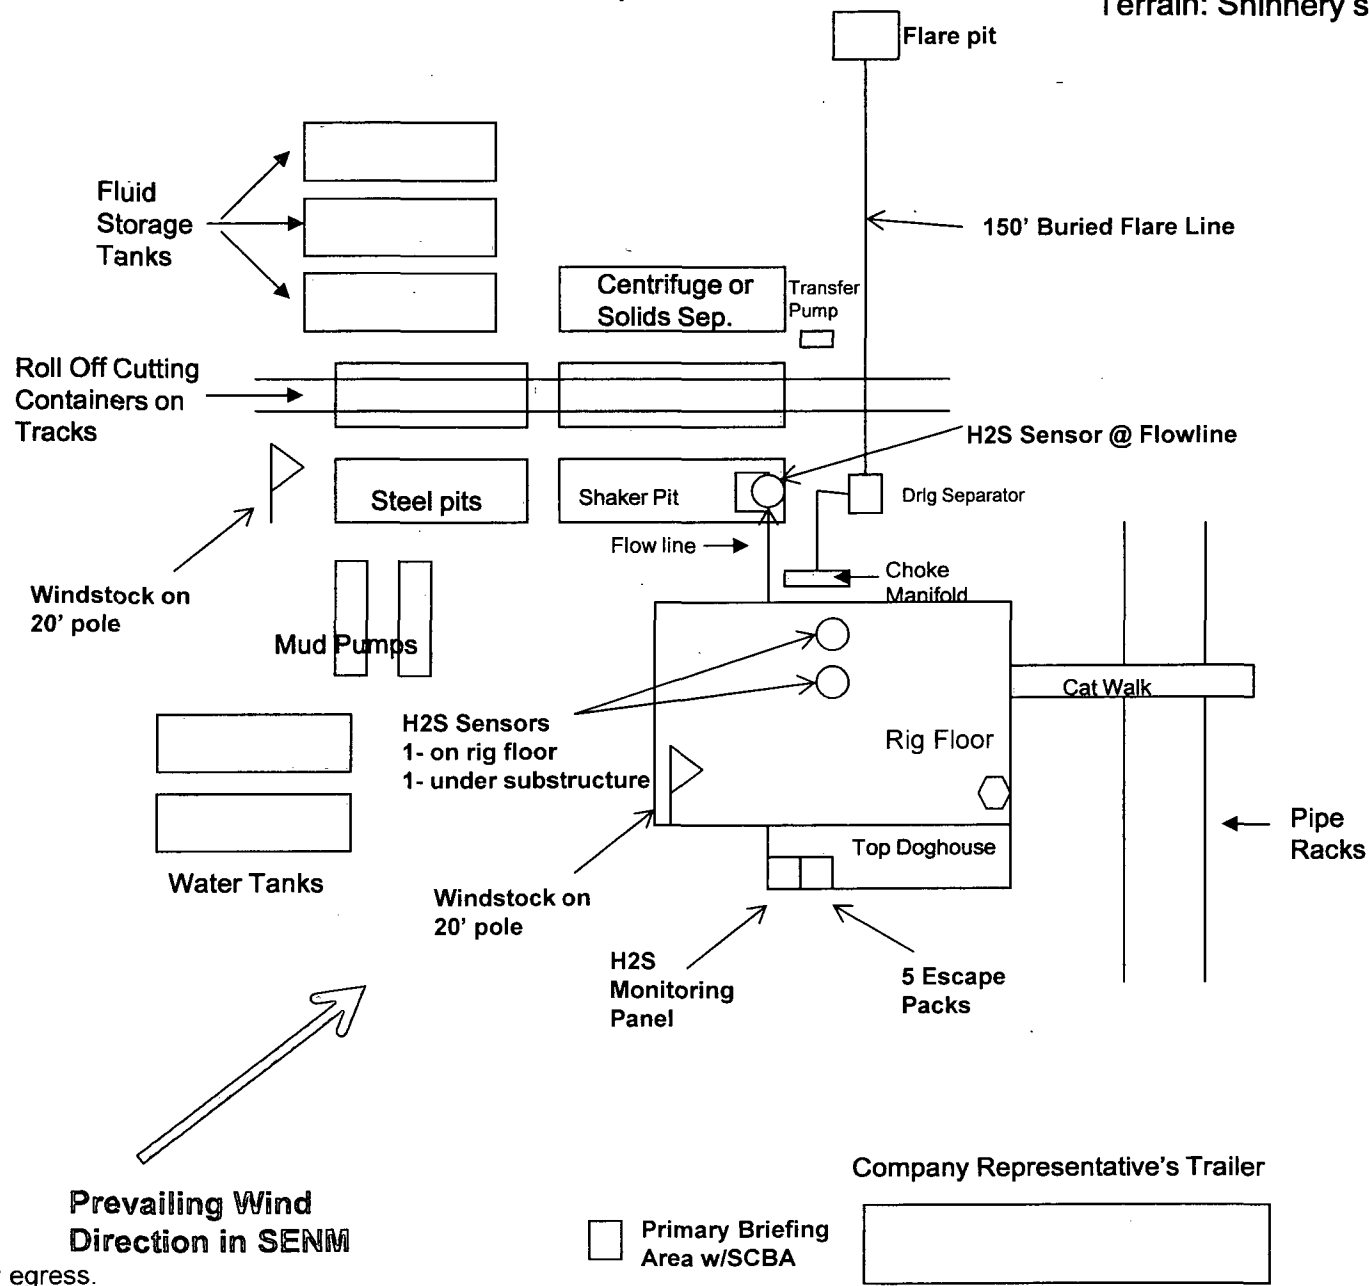 Terrain: Shinnery s
Flare pit
Fluid
Storage
Tanks
150' Buried Flare Line
Centrifuge or
Solids Sep.
Transfer
Pump
Roll Off Cutting
Containers on
Tracks
H2S Sensor @ Flowline
Steel pits
Shaker Pit
Drlg Separator
Flow line
Choke
Manifold
Windstock on
20' pole
Mud Pumps
Cat Walk
H2S Sensors
1- on rig floor
1- under substructure
Rig Floor
Pipe
Racks
Top Doghouse
Water Tanks
Windstock on
20' pole
H2S
Monitoring
Panel
5 Escape
Packs
Company Representative's Trailer
Prevailing Wind
Direction in SENM
Primary Briefing
Area w/SCBA
egress.